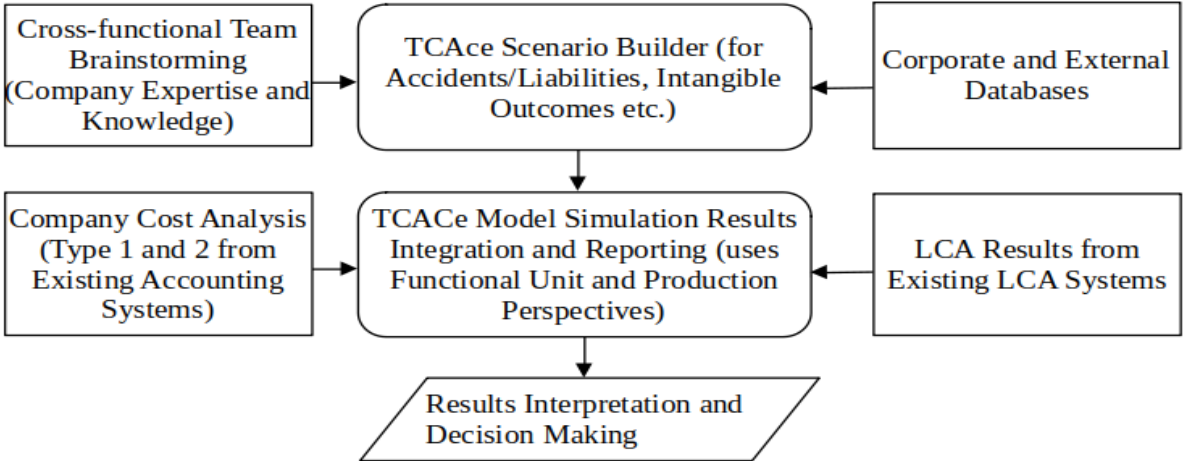 Cross-functional Team
Brainstorming
(Company Expertise and
Knowledge)
TCAce Scenario Builder (for
Accidents/Liabilities, Intangible
Outcomes etc.)
Corporate and External
Databases
Company Cost Analysis
(Type 1 and 2 from
Existing Accounting
Systems)
TCACe Model Simulation Results
Integration and Reporting (uses
Functional Unit and Production
Perspectives)
LCA Results from
Existing LCA Systems
Results Interpretation and
Decision Making